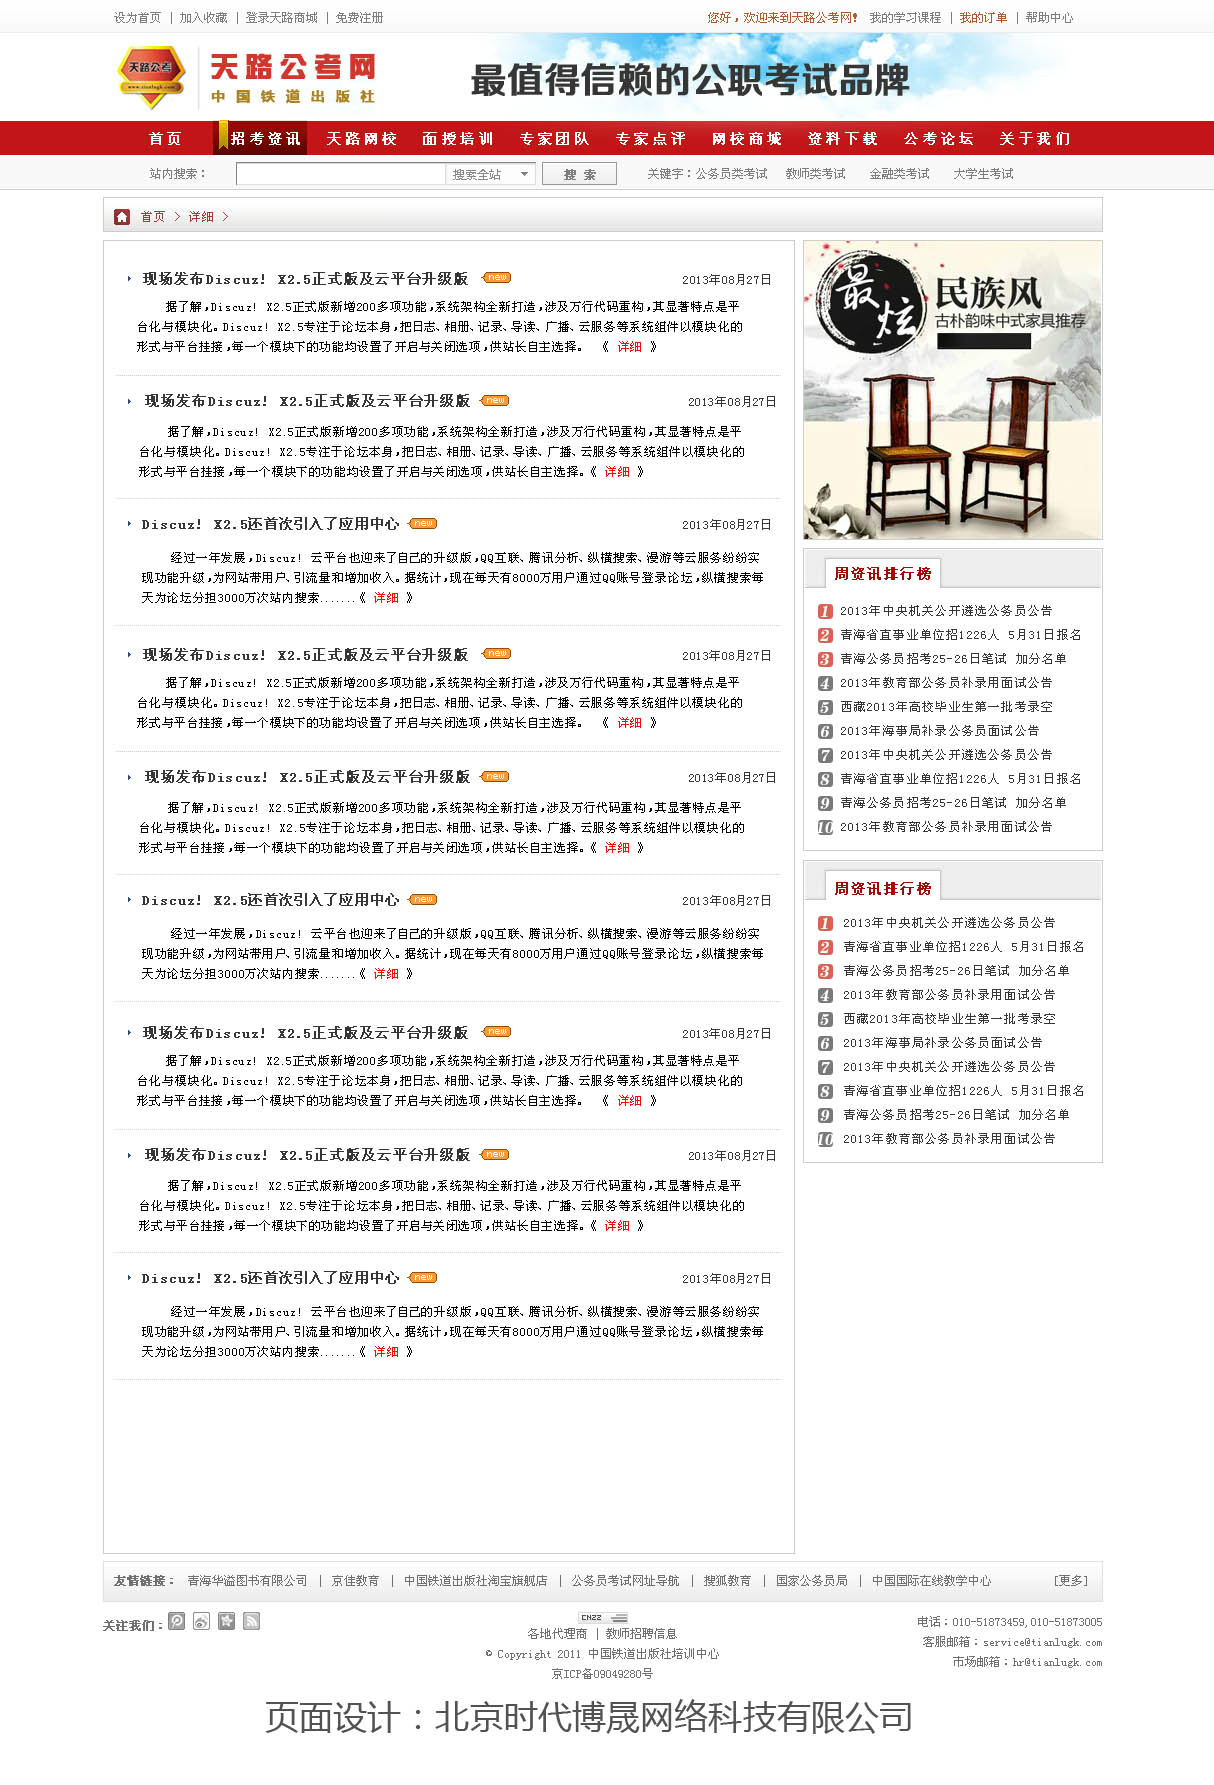 设为首页 | 加入收藏 | 登录天路商城 | 免费注册
您好，欢迎来到天路公考网! 我的学习课程 | 我的订单 | 帮助中心
天路公考
www.tianlugk.com
天路公考网
中国铁道出版社
最值得信赖的公职考试品牌
首页 招考资讯 天路网校 面授培训 专家团队 专家点评 网校商城 资料下载 公考论坛 关于我们
站内搜索： 搜索全站 搜 索 关键字：公务员类考试 教师类考试 金融类考试 大学生考试
首页 > 详细 >
现场发布Discuz! X2.5正式版及云平台升级版 new 2013年08月27日
据了解,Discuz! X2.5正式版新增200多项功能,系统架构全新打造,涉及万行代码重构,其显著特点是平
台化与模块化。Discuz! X2.5专注于论坛本身,把日志、相册、记录、导读、广播、云服务等系统组件以模块化的
形式与平台挂接,每一个模块下的功能均设置了开启与关闭选项,供站长自主选择。 《 详细 》
现场发布Discuz! X2.5正式版及云平台升级版 new 2013年08月27日
据了解,Discuz! X2.5正式版新增200多项功能,系统架构全新打造,涉及万行代码重构,其显著特点是平
台化与模块化。Discuz! X2.5专注于论坛本身,把日志、相册、记录、导读、广播、云服务等系统组件以模块化的
形式与平台挂接,每一个模块下的功能均设置了开启与关闭选项,供站长自主选择。《 详细 》
Discuz! X2.5还首次引入了应用中心 new 2013年08月27日
经过一年发展,Discuz! 云平台也迎来了自己的升级版,QQ互联、腾讯分析、纵横搜索、漫游等云服务纷纷实
现功能升级,为网站带用户、引流量和增加收入。据统计,现在每天有8000万用户通过QQ账号登录论坛,纵横搜索每
天为论坛分担3000万次站内搜索.......《 详细 》
现场发布Discuz! X2.5正式版及云平台升级版 new 2013年08月27日
据了解,Discuz! X2.5正式版新增200多项功能,系统架构全新打造,涉及万行代码重构,其显著特点是平
台化与模块化。Discuz! X2.5专注于论坛本身,把日志、相册、记录、导读、广播、云服务等系统组件以模块化的
形式与平台挂接,每一个模块下的功能均设置了开启与关闭选项,供站长自主选择。 《 详细 》
现场发布Discuz! X2.5正式版及云平台升级版 new 2013年08月27日
据了解,Discuz! X2.5正式版新增200多项功能,系统架构全新打造,涉及万行代码重构,其显著特点是平
台化与模块化。Discuz! X2.5专注于论坛本身,把日志、相册、记录、导读、广播、云服务等系统组件以模块化的
形式与平台挂接,每一个模块下的功能均设置了开启与关闭选项,供站长自主选择。《 详细 》
Discuz! X2.5还首次引入了应用中心 new 2013年08月27日
经过一年发展,Discuz! 云平台也迎来了自己的升级版,QQ互联、腾讯分析、纵横搜索、漫游等云服务纷纷实
现功能升级,为网站带用户、引流量和增加收入。据统计,现在每天有8000万用户通过QQ账号登录论坛,纵横搜索每
天为论坛分担3000万次站内搜索.......《 详细 》
现场发布Discuz! X2.5正式版及云平台升级版 new 2013年08月27日
据了解,Discuz! X2.5正式版新增200多项功能,系统架构全新打造,涉及万行代码重构,其显著特点是平
台化与模块化。Discuz! X2.5专注于论坛本身,把日志、相册、记录、导读、广播、云服务等系统组件以模块化的
形式与平台挂接,每一个模块下的功能均设置了开启与关闭选项,供站长自主选择。 《 详细 》
现场发布Discuz! X2.5正式版及云平台升级版 new 2013年08月27日
据了解,Discuz! X2.5正式版新增200多项功能,系统架构全新打造,涉及万行代码重构,其显著特点是平
台化与模块化。Discuz! X2.5专注于论坛本身,把日志、相册、记录、导读、广播、云服务等系统组件以模块化的
形式与平台挂接,每一个模块下的功能均设置了开启与关闭选项,供站长自主选择。《 详细 》
Discuz! X2.5还首次引入了应用中心 new 2013年08月27日
经过一年发展,Discuz! 云平台也迎来了自己的升级版,QQ互联、腾讯分析、纵横搜索、漫游等云服务纷纷实
现功能升级,为网站带用户、引流量和增加收入。据统计,现在每天有8000万用户通过QQ账号登录论坛,纵横搜索每
天为论坛分担3000万次站内搜索.......《 详细 》
最炫
民族风
古朴韵味中式家具推荐
周资讯排行榜
1 2013年中央机关公开遴选公务员公告
2 青海省直事业单位招1226人 5月31日报名
3 青海公务员招考25-26日笔试 加分名单
4 2013年教育部公务员补录用面试公告
5 西藏2013年高校毕业生第一批考录空
6 2013年海事局补录公务员面试公告
7 2013年中央机关公开遴选公务员公告
8 青海省直事业单位招1226人 5月31日报名
9 青海公务员招考25-26日笔试 加分名单
10 2013年教育部公务员补录用面试公告
周资讯排行榜
1 2013年中央机关公开遴选公务员公告
2 青海省直事业单位招1226人 5月31日报名
3 青海公务员招考25-26日笔试 加分名单
4 2013年教育部公务员补录用面试公告
5 西藏2013年高校毕业生第一批考录空
6 2013年海事局补录公务员面试公告
7 2013年中央机关公开遴选公务员公告
8 青海省直事业单位招1226人 5月31日报名
9 青海公务员招考25-26日笔试 加分名单
10 2013年教育部公务员补录用面试公告
友情链接： 青海华溢图书有限公司 | 京佳教育 | 中国铁道出版社淘宝旗舰店 | 公务员考试网址导航 | 搜狐教育 | 国家公务员局 | 中国国际在线教学中心 [更多]
关注我们：
CNZZ
各地代理商 | 教师招聘信息
© Copyright 2011 中国铁道出版社培训中心
京ICP备09049280号
电话：010-51873459,010-51873005
客服邮箱：service@tianlugk.com
市场邮箱：hr@tianlugk.com
页面设计：北京时代博晟网络科技有限公司